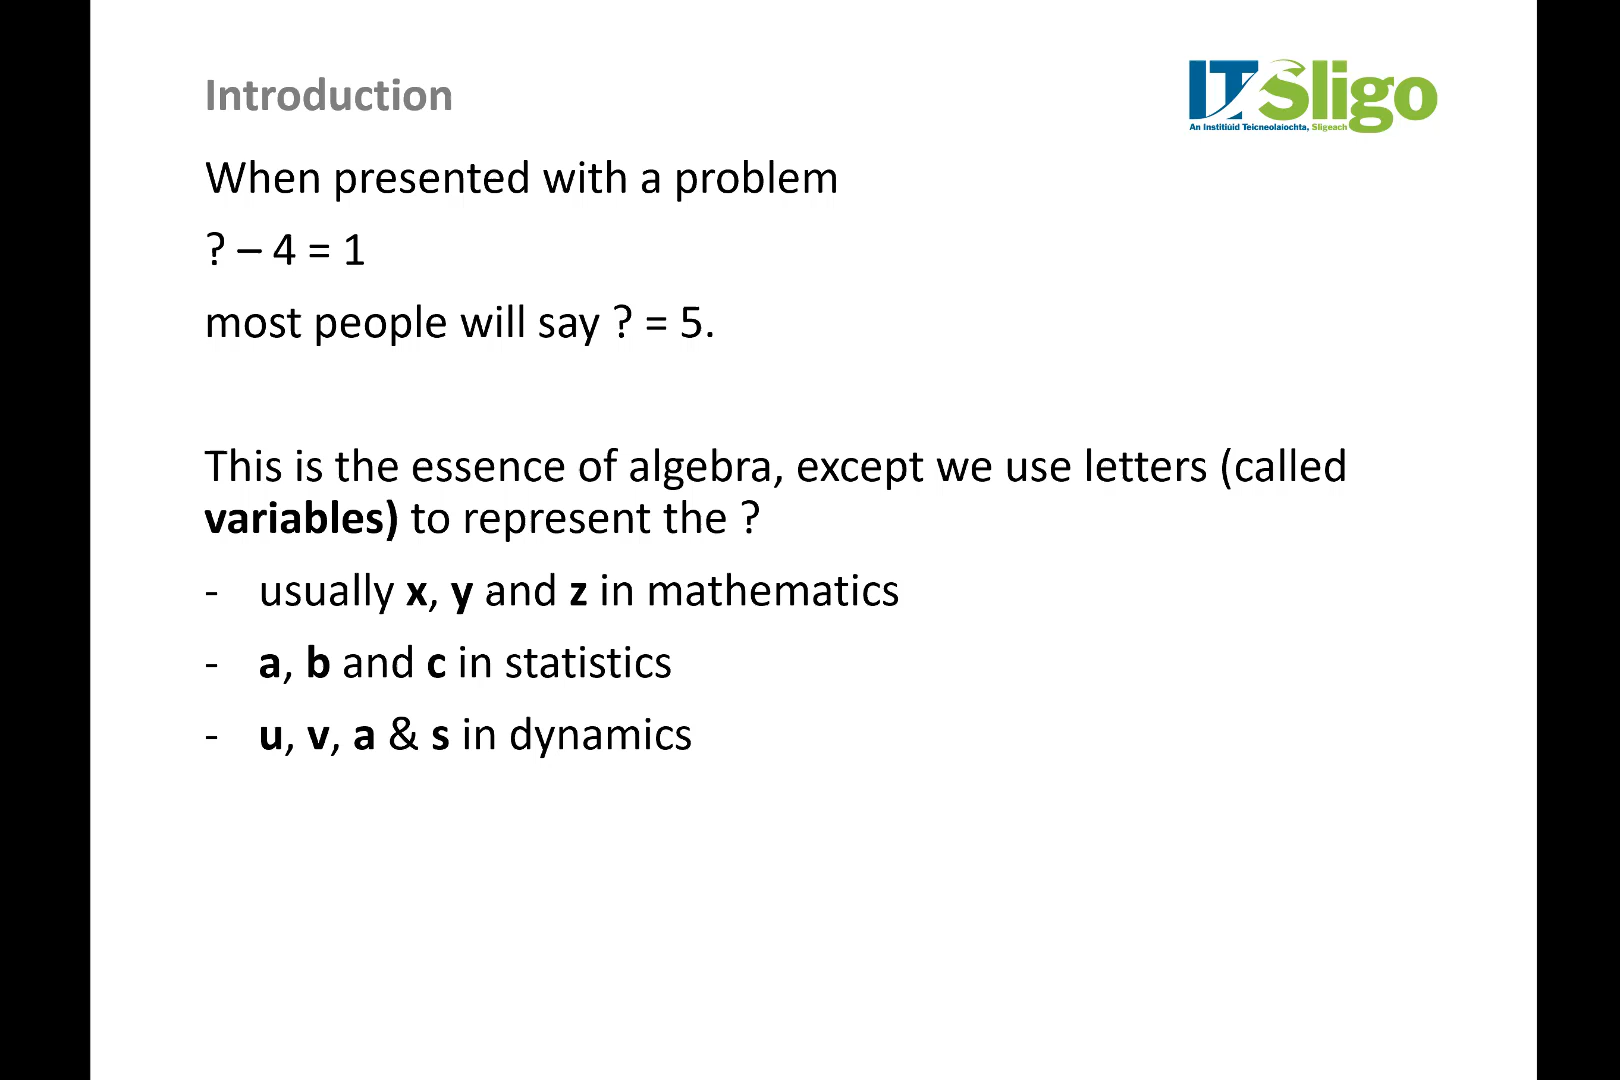 Introduction
ITSligo
An Institiúid Teicneolaíochta, Sligeach
When presented with a problem
? – 4 = 1
most people will say ? = 5.
This is the essence of algebra, except we use letters (called
variables) to represent the ?
- usually x, y and z in mathematics
- a, b and c in statistics
- u, v, a & s in dynamics